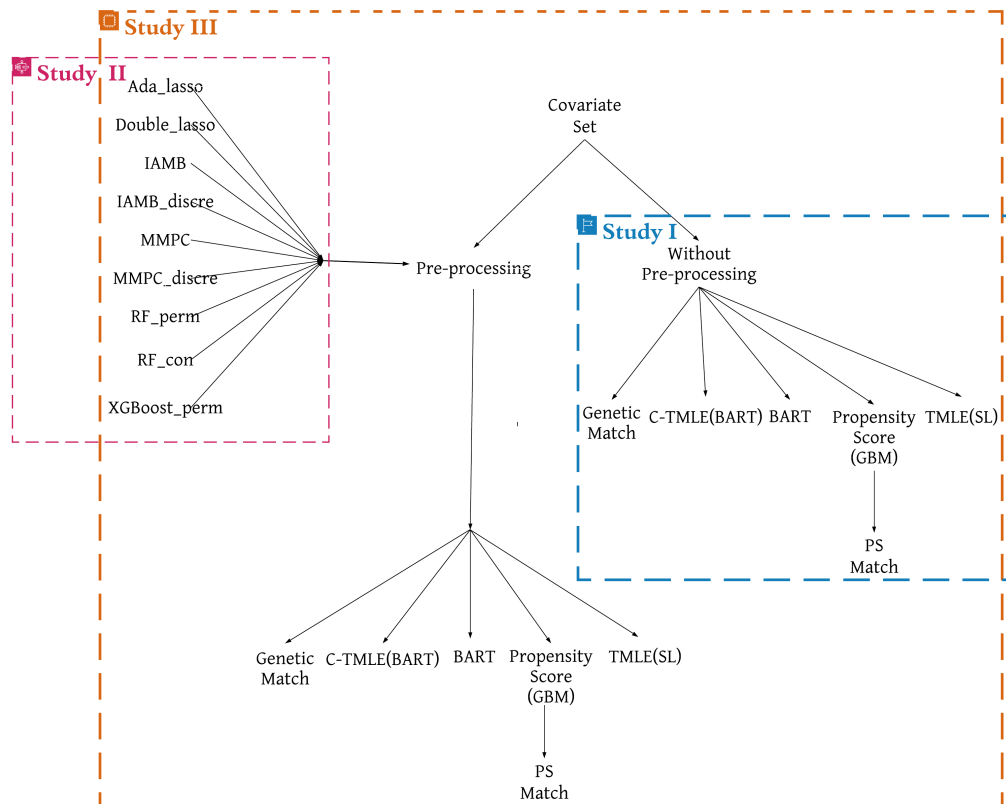 Study III
Study II
Ada_lasso
Double_lasso
IAMB
IAMB_discre
MMPC
MMPC_discre
RF_perm
RF_con
XGBoost_perm
Covariate
Set
Pre-processing
Study I
Without
Pre-processing
Genetic
Match
C-TMLE(BART)
BART
Propensity
Score
(GBM)
TMLE(SL)
PS
Match
Genetic
Match
C-TMLE(BART)
BART
Propensity
Score
(GBM)
TMLE(SL)
PS
Match